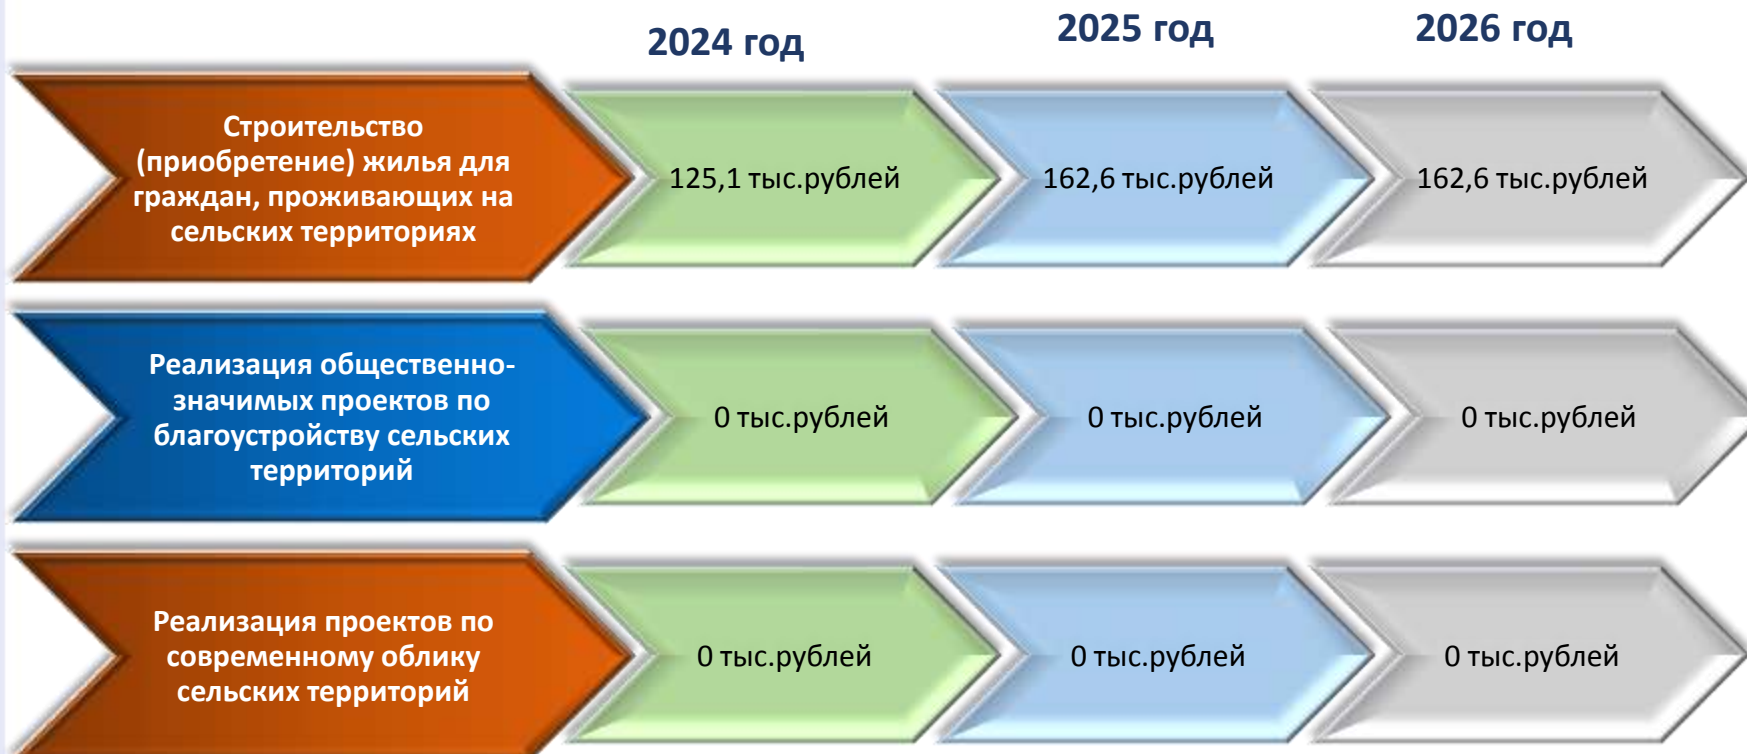 2024 год
2025 год
2026 год
Строительство
(приобретение) жилья для
граждан, проживающих на
сельских территориях
125,1 тыс.рублей
162,6 тыс.рублей
162,6 тыс.рублей
Реализация общественно-
значимых проектов по
благоустройству сельских
территорий
0 тыс.рублей
0 тыс.рублей
0 тыс.рублей
Реализация проектов по
современному облику
сельских территорий
0 тыс.рублей
0 тыс.рублей
0 тыс.рублей